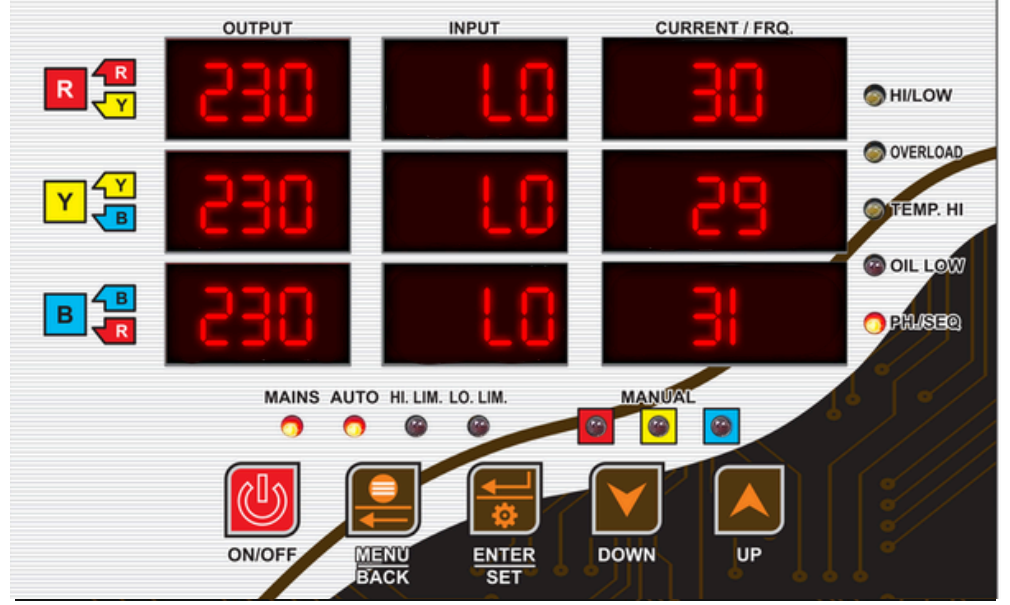 OUTPUT INPUT CURRENT / FRQ.
R R Y 230 LO 30 HI/LOW
OVERLOAD
Y Y B 230 LO 29 TEMP. HI
OIL LOW
B B R 230 LO 31 PH./SEQ
MAINS AUTO HI. LIM. LO. LIM. MANUAL
ON/OFF MENU ENTER DOWN UP
BACK SET